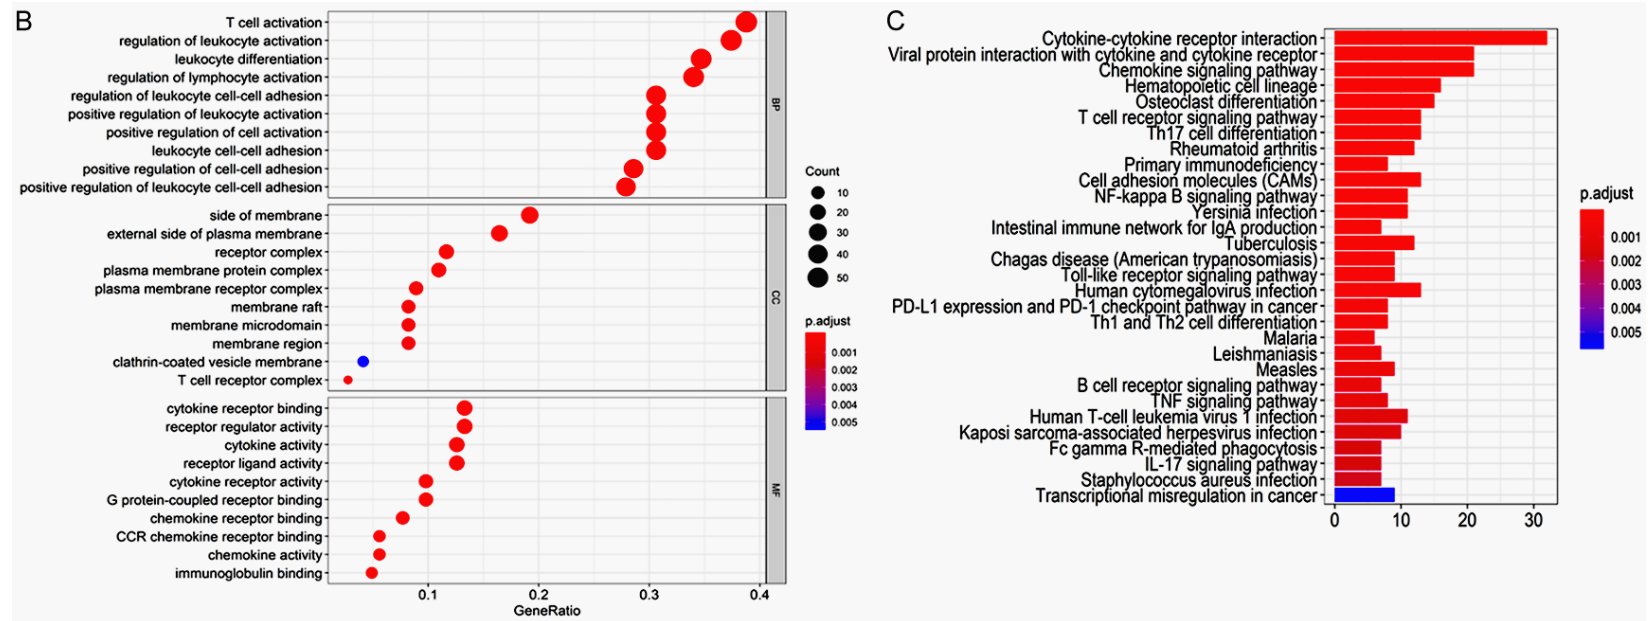 B
T cell activation
regulation of leukocyte activation
leukocyte differentiation
regulation of lymphocyte activation
regulation of leukocyte cell-cell adhesion
positive regulation of leukocyte activation
positive regulation of cell activation
leukocyte cell-cell adhesion
positive regulation of cell-cell adhesion
positive regulation of leukocyte cell-cell adhesion
BP
side of membrane
external side of plasma membrane
receptor complex
plasma membrane protein complex
plasma membrane receptor complex
membrane raft
membrane microdomain
membrane region
clathrin-coated vesicle membrane
T cell receptor complex
CC
cytokine receptor binding
receptor regulator activity
cytokine activity
receptor ligand activity
cytokine receptor activity
G protein-coupled receptor binding
chemokine receptor binding
CCR chemokine receptor binding
chemokine activity
immunoglobulin binding
MF
0.1 0.2 0.3 0.4
GeneRatio
Count
10
20
30
40
50
p.adjust
0.001
0.002
0.003
0.004
0.005
C
Cytokine-cytokine receptor interaction
Viral protein interaction with cytokine and cytokine receptor
Chemokine signaling pathway
Hematopoietic cell lineage
Osteoclast differentiation
T cell receptor signaling pathway
Th17 cell differentiation
Rheumatoid arthritis
Primary immunodeficiency
Cell adhesion molecules (CAMs)
NF-kappa B signaling pathway
Yersinia infection
Intestinal immune network for IgA production
Tuberculosis
Chagas disease (American trypanosomiasis)
Toll-like receptor signaling pathway
Human cytomegalovirus infection
PD-L1 expression and PD-1 checkpoint pathway in cancer
Th1 and Th2 cell differentiation
Malaria
Leishmaniasis
Measles
B cell receptor signaling pathway
TNF signaling pathway
Human T-cell leukemia virus 1 infection
Kaposi sarcoma-associated herpesvirus infection
Fc gamma R-mediated phagocytosis
IL-17 signaling pathway
Staphylococcus aureus infection
Transcriptional misregulation in cancer
0 10 20 30
p.adjust
0.001
0.002
0.003
0.004
0.005